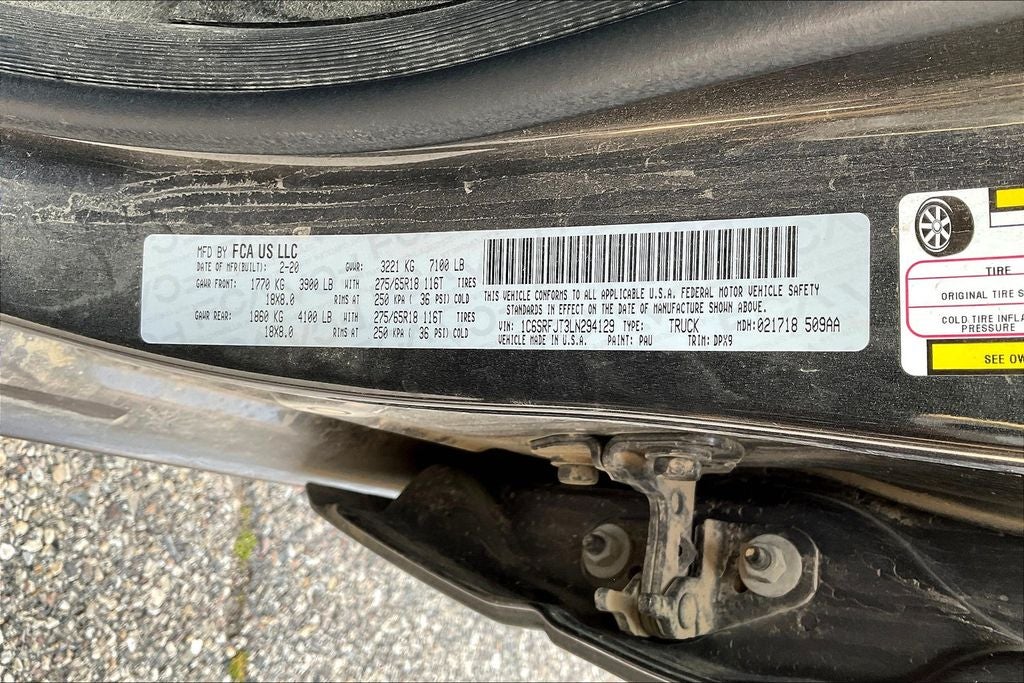 MFD BY FCA US LLC
DATE OF MFR(BUILT): 2-20 GVWR: 3221 KG 7100 LB
GAWR FRONT: 1770 KG 3900 LB WITH 275/65R18 116T TIRES
18X8.0 RIMS AT 250 KPA ( 36 PSI) COLD
GAWR REAR: 1860 KG 4100 LB WITH 275/65R18 116T TIRES
18X8.0 RIMS AT 250 KPA ( 36 PSI) COLD
THIS VEHICLE CONFORMS TO ALL APPLICABLE U.S.A. FEDERAL MOTOR VEHICLE SAFETY
STANDARDS IN EFFECT ON THE DATE OF MANUFACTURE SHOWN ABOVE.
VIN: 1C6SRFJT3LN294129 TYPE: TRUCK MDH: 021718 509AA
VEHICLE MADE IN U.S.A. PAINT: PAU TRIM: DPX9
TIRE
ORIGINAL TIRE S
COLD TIRE INFLA
PRESSURE
SEE OW